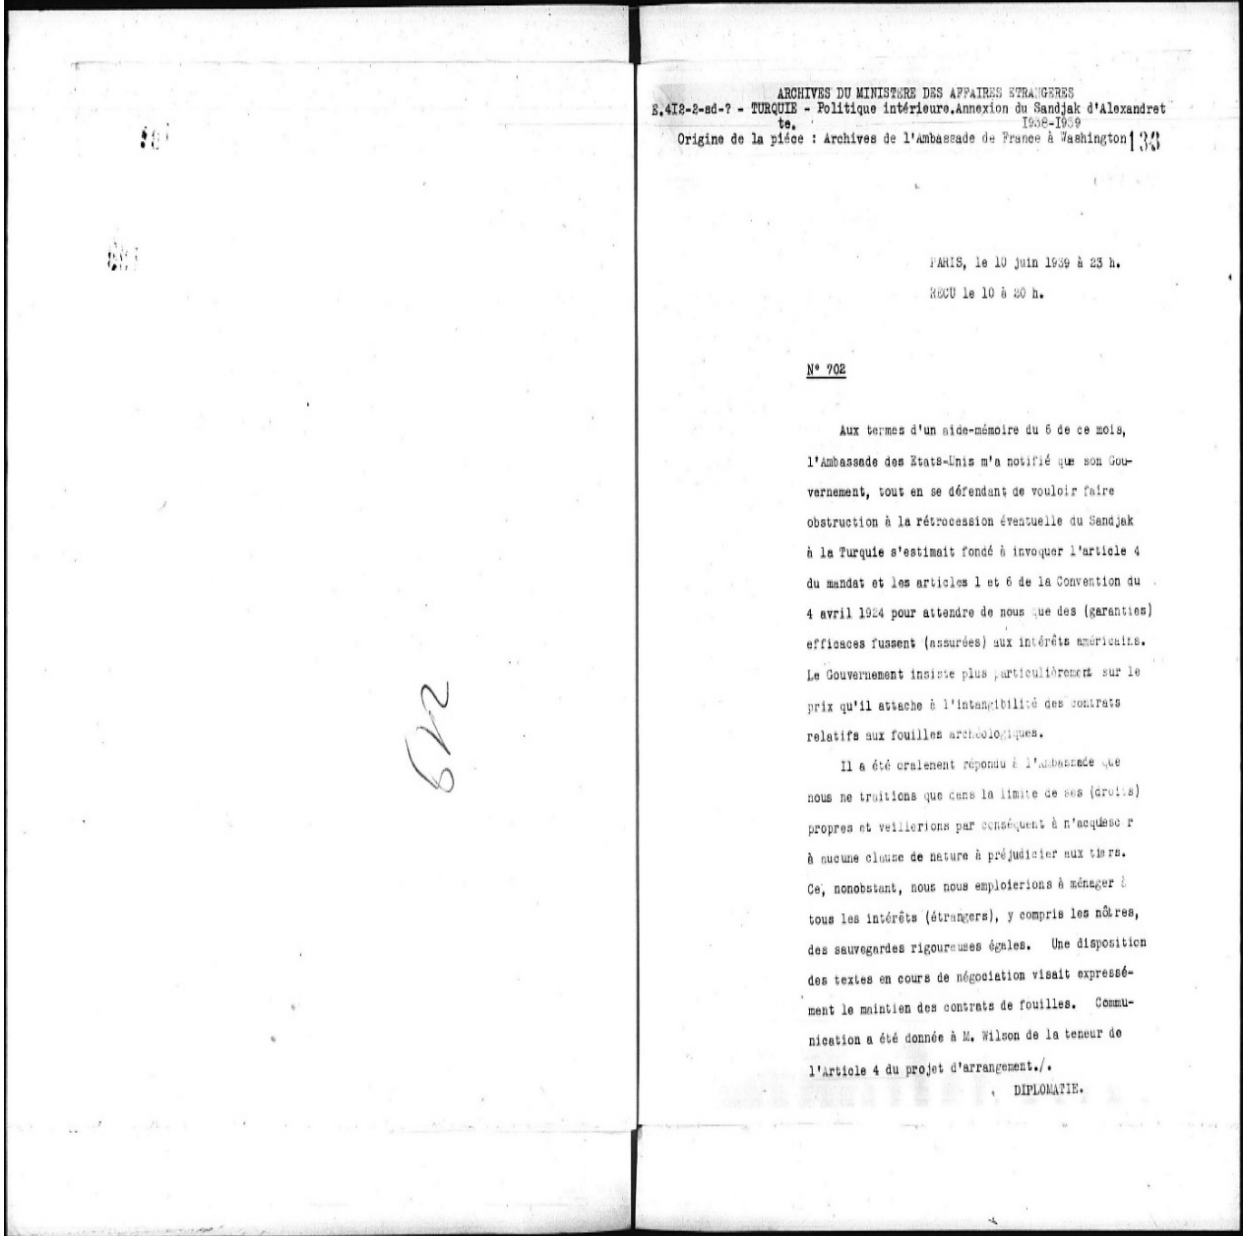 612
ARCHIVES DU MINISTERE DES AFFAIRES ETRANGERES
E.412-2-sd-? - TURQUIE - Politique intérieure.Annexion du Sandjak d'Alexandret
te. 1938-1939
Origine de la piéce : Archives de l'Ambassade de France à Washington 133
PARIS, le 10 juin 1939 à 23 h.
RECU le 10 à 20 h.
N° 702
Aux termes d'un aide-mémoire du 6 de ce mois,
l'Ambassade des Etats-Unis m'a notifié que son Gou-
vernement, tout en se défendant de vouloir faire
obstruction à la rétrocession éventuelle du Sandjak
à la Turquie s'estimait fondé à invoquer l'article 4
du mandat et les articles 1 et 6 de la Convention du
4 avril 1924 pour attendre de nous que des (garanties)
efficaces fussent (assurées) aux intérêts américains.
Le Gouvernement insiste plus particulièrement sur le
prix qu'il attache à l'intangibilité des contrats
relatifs aux fouilles archéologiques.
Il a été oralement répondu à l'Ambassade que
nous ne traitions que dans la limite de ses (droits)
propres et veillerions par conséquent à n'acquiesc r
à aucune clause de nature à préjudicier aux tiers.
Ce, nonobstant, nous nous emploierions à ménager à
tous les intérêts (étrangers), y compris les nôtres,
des sauvegardes rigoureuses égales. Une disposition
des textes en cours de négociation visait expressé-
ment le maintien des contrats de fouilles. Commu-
nication a été donnée à M. Wilson de la teneur de
l'Article 4 du projet d'arrangement./.
DIPLOMATIE.